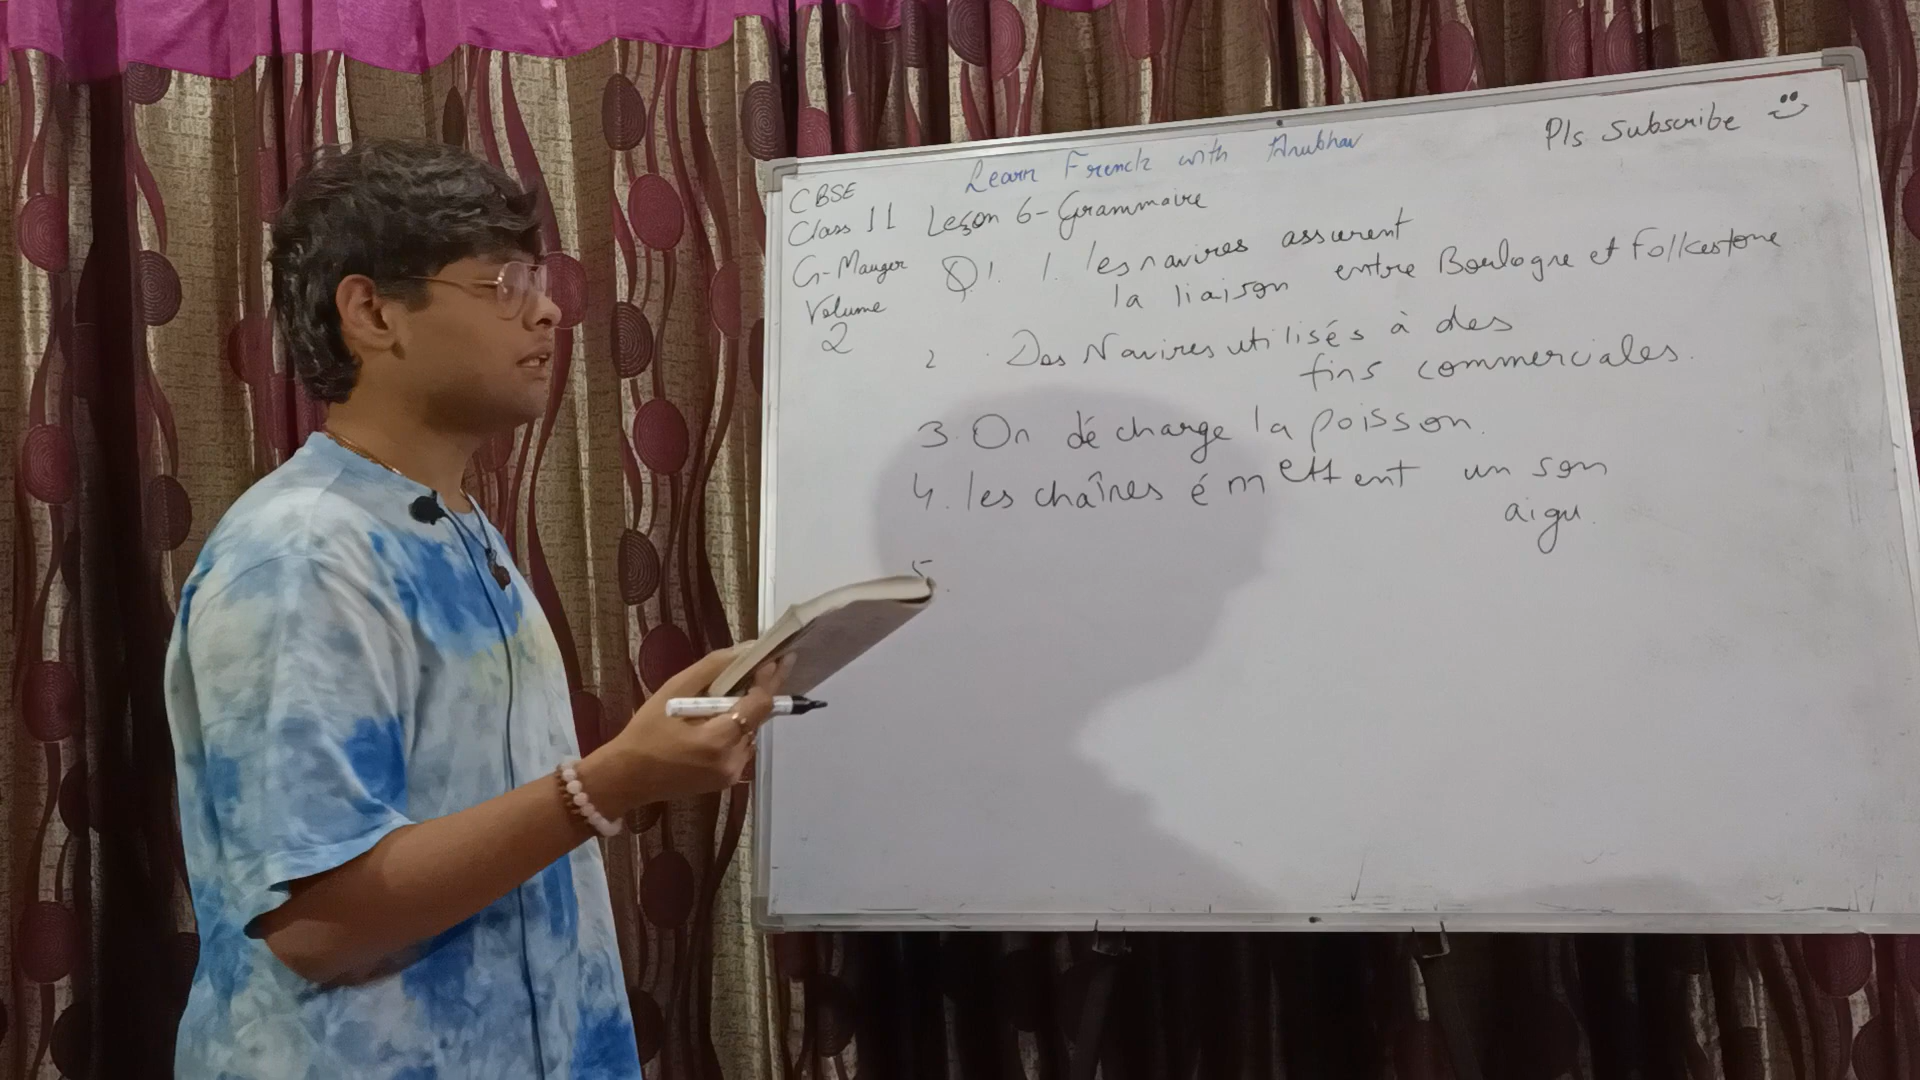 Pls Subscribe
Learn French with Anubhav
CBSE
Class 11
G-Mauger
Volume
2
Leçon 6- Grammaire
Q1. 1. les navires assurent
la liaison entre Boulogne et Folkestone
2. Des Navires utilisés à des
fins commerciales.
3. On décharge la poisson.
4. les chaînes émettent un son
aigu.
5